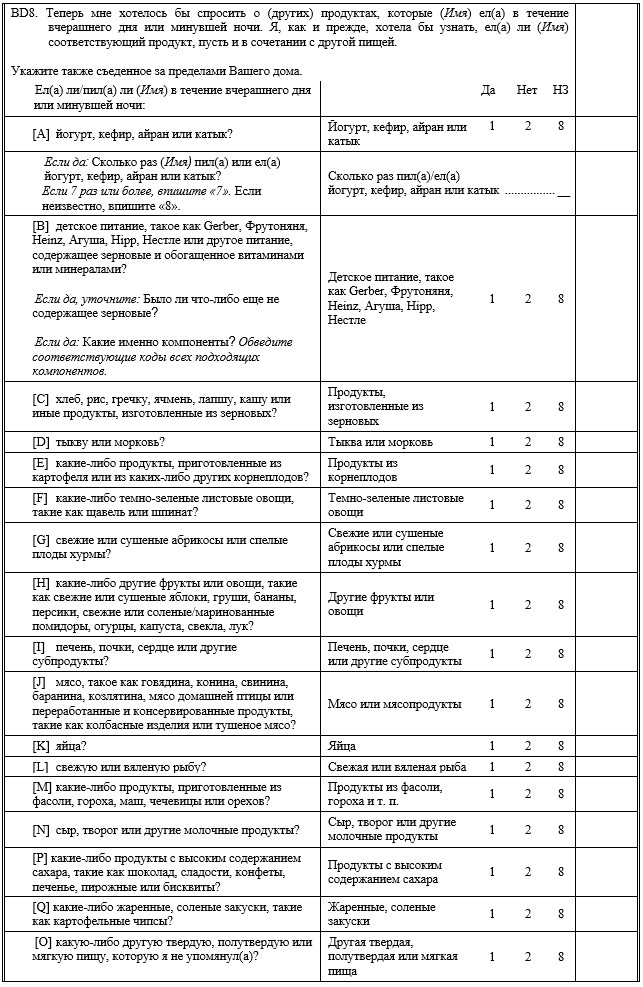 BD8. Теперь мне хотелось бы спросить о (других) продуктах, которые (Имя) ел(а) в течение
вчерашнего дня или минувшей ночи. Я, как и прежде, хотела бы узнать, ел(а) ли (Имя)
соответствующий продукт, пусть и в сочетании с другой пищей.
Укажите также съеденное за пределами Вашего дома.
Ел(а) ли/пил(а) ли (Имя) в течение вчерашнего дня
или минувшей ночи:
Да Нет НЗ
[A] йогурт, кефир, айран или катык?
Йогурт, кефир, айран или
катык
1 2 8
Если да: Сколько раз (Имя) пил(а) или ел(а)
йогурт, кефир, айран или катык?
Если 7 раз или более, впишите «7». Если
неизвестно, впишите «8».
Сколько раз пил(а)/ел(а)
йогурт, кефир, айран или катык ................ __
[B] детское питание, такое как Gerber, Фрутоняня,
Heinz, Агуша, Hipp, Нестле или другое питание,
содержащее зерновые и обогащенное витаминами
или минералами?
Если да, уточните: Было ли что-либо еще не
содержащее зерновые?
Если да: Какие именно компоненты? Обведите
соответствующие коды всех подходящих
компонентов.
Детское питание, такое
как Gerber, Фрутоняня,
Heinz, Агуша, Hipp,
Нестле
1 2 8
[C] хлеб, рис, гречку, ячмень, лапшу, кашу или
иные продукты, изготовленные из зерновых?
Продукты,
изготовленные из
зерновых
1 2 8
[D] тыкву или морковь?
Тыква или морковь
1 2 8
[E] какие-либо продукты, приготовленные из
картофеля или из каких-либо других корнеплодов?
Продукты из
корнеплодов
1 2 8
[F] какие-либо темно-зеленые листовые овощи,
такие как щавель или шпинат?
Темно-зеленые листовые
овощи
1 2 8
[G] свежие или сушеные абрикосы или спелые
плоды хурмы?
Свежие или сушеные
абрикосы или спелые
плоды хурмы
1 2 8
[H] какие-либо другие фрукты или овощи, такие
как свежие или сушеные яблоки, груши, бананы,
персики, свежие или соленые/маринованные
помидоры, огурцы, капуста, свекла, лук?
Другие фрукты или
овощи
1 2 8
[I] печень, почки, сердце или другие
субпродукты?
Печень, почки, сердце
или другие субпродукты
1 2 8
[J] мясо, такое как говядина, конина, свинина,
баранина, козлятина, мясо домашней птицы или
переработанные и консервированные продукты,
такие как колбасные изделия или тушеное мясо?
Мясо или мясопродукты
1 2 8
[K] яйца?
Яйца
1 2 8
[L] свежую или вяленую рыбу?
Свежая или вяленая рыба
1 2 8
[M] какие-либо продукты, приготовленные из
фасоли, гороха, маш, чечевицы или орехов?
Продукты из фасоли,
гороха и т. п.
1 2 8
[N] сыр, творог или другие молочные продукты?
Сыр, творог или другие
молочные продукты
1 2 8
[P] какие-либо продукты с высоким содержанием
сахара, такие как шоколад, сладости, конфеты,
печенье, пирожные или бисквиты?
Продукты с высоким
содержанием сахара
1 2 8
[Q] какие-либо жаренные, соленые закуски, такие
как картофельные чипсы?
Жаренные, соленые
закуски
1 2 8
[O] какую-либо другую твердую, полутвердую или
мягкую пищу, которую я не упомянул(а)?
Другая твердая,
полутвердая или мягкая
пища
1 2 8